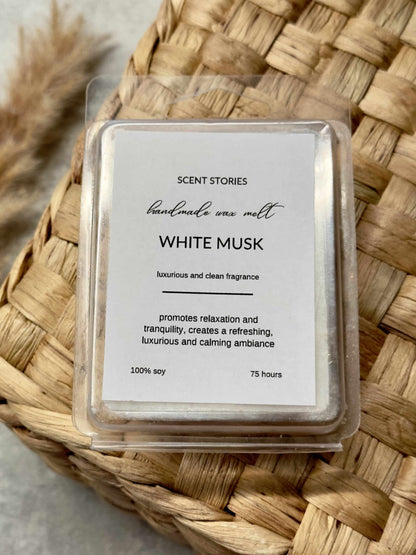 SCENT STORIES
handmade wax melt
WHITE MUSK
luxurious and clean fragrance
promotes relaxation and
tranquility, creates a refreshing,
luxurious and calming ambiance
100% soy 75 hours